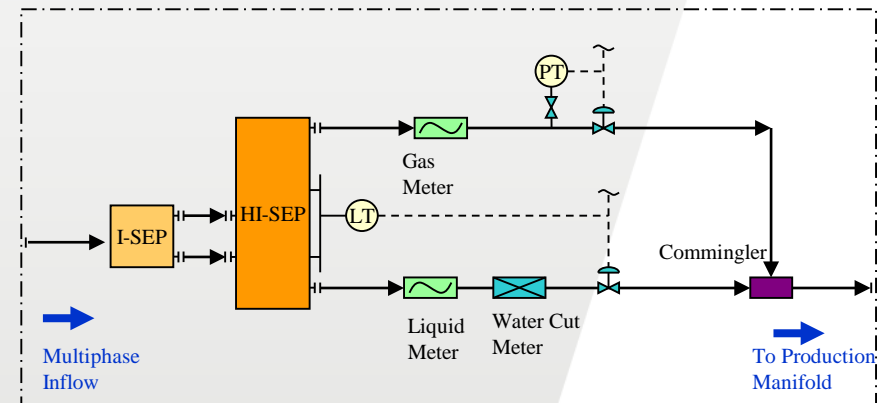 PT
Gas
Meter
I-SEP
HI-SEP
LT
Commingler
Liquid
Meter
Water Cut
Meter
Multiphase
Inflow
To Production
Manifold